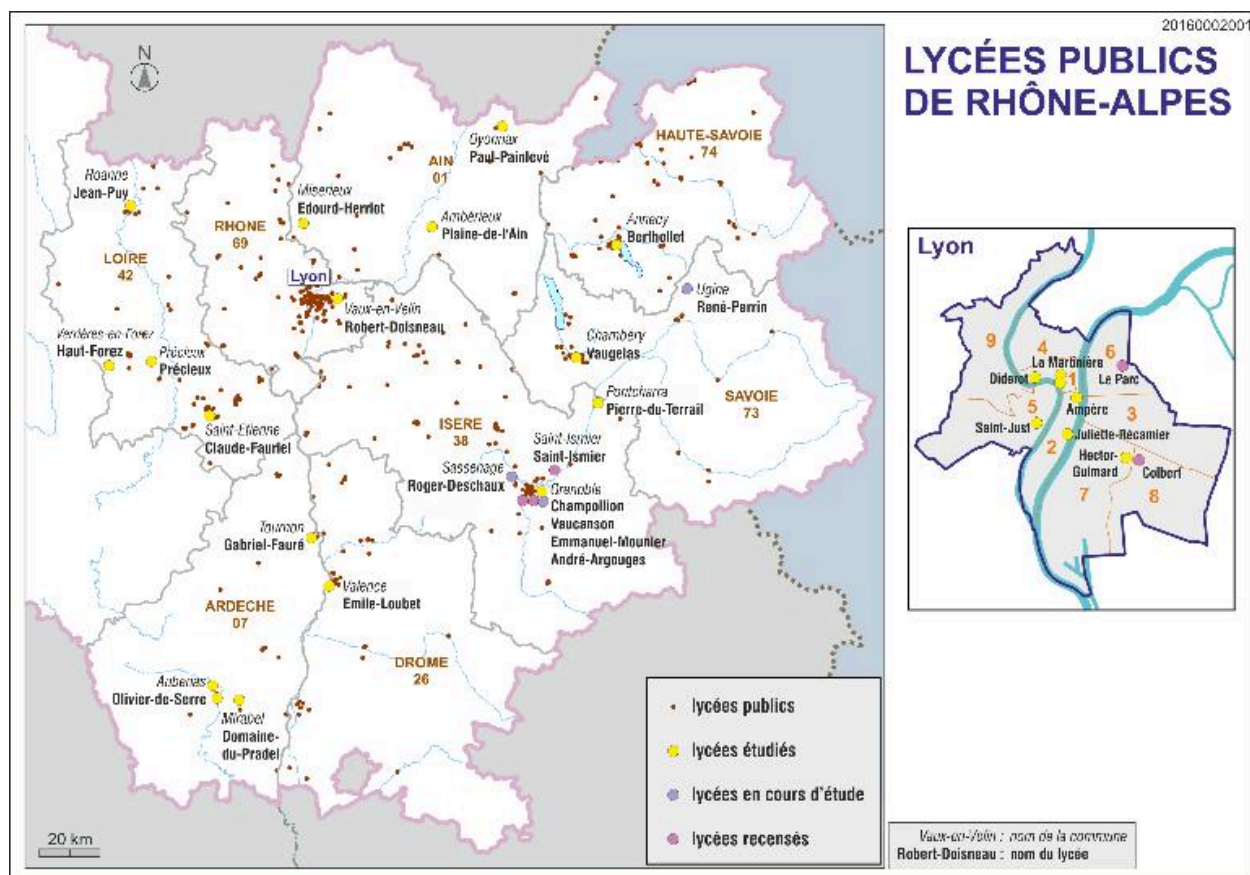 20160002001
LYCÉES PUBLICS
DE RHÔNE-ALPES
N
Oyonnax
Paul-Painlevé
HAUTE-SAVOIE
74
AIN
01
Roanne
Jean-Puy
Miserieux
Edourd-Herriot
Ambérieux
Plaine-de-l'Ain
Annecy
Berthollet
RHONE
69
LOIRE
42
Lyon
Ugine
René-Perrin
Vaux-en-Velin
Robert-Doisneau
Verrières-en-Forez
Haut-Forez
Précieux
Précieux
Chambéry
Vaugelas
Pontcharra
Pierre-du-Terrail
SAVOIE
73
Saint-Etienne
Claude-Fauriel
ISERE
38
Saint-Ismier
Saint-Ismier
Sassenage
Roger-Deschaux
Grenoble
Champollion
Vaucanson
Emmanuel-Mounier
André-Argouges
Tournon
Gabriel-Fauré
Valence
Emile-Loubet
ARDECHE
07
DROME
26
Aubenas
Olivier-de-Serre
Mirabel
Domaine-
du-Pradel
20 km
lycées publics
lycées étudiés
lycées en cours d'étude
lycées recensés
Lyon
9
4
La Martinière
6
Diderot
1
Le Parc
Ampère
5
3
Saint-Just
2
Juliette-Récamier
Hector-
Guimard
Colbert
7
8
Vaux-en-Velin : nom de la commune
Robert-Doisneau : nom du lycée